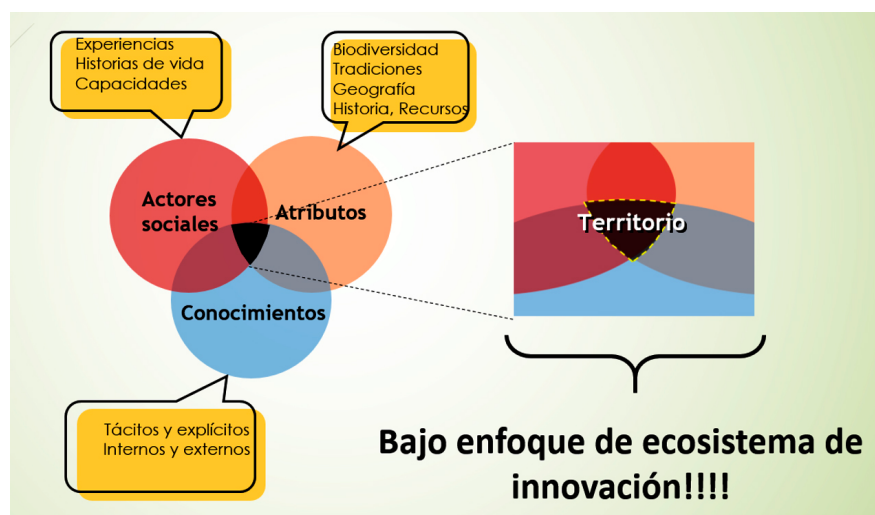 Experiencias
Historias de vida
Capacidades
Biodiversidad
Tradiciones
Geografía
Historia, Recursos
Actores
sociales
Atributos
Conocimientos
Territorio
Tácitos y explícitos
Internos y externos
Bajo enfoque de ecosistema de
innovación!!!!